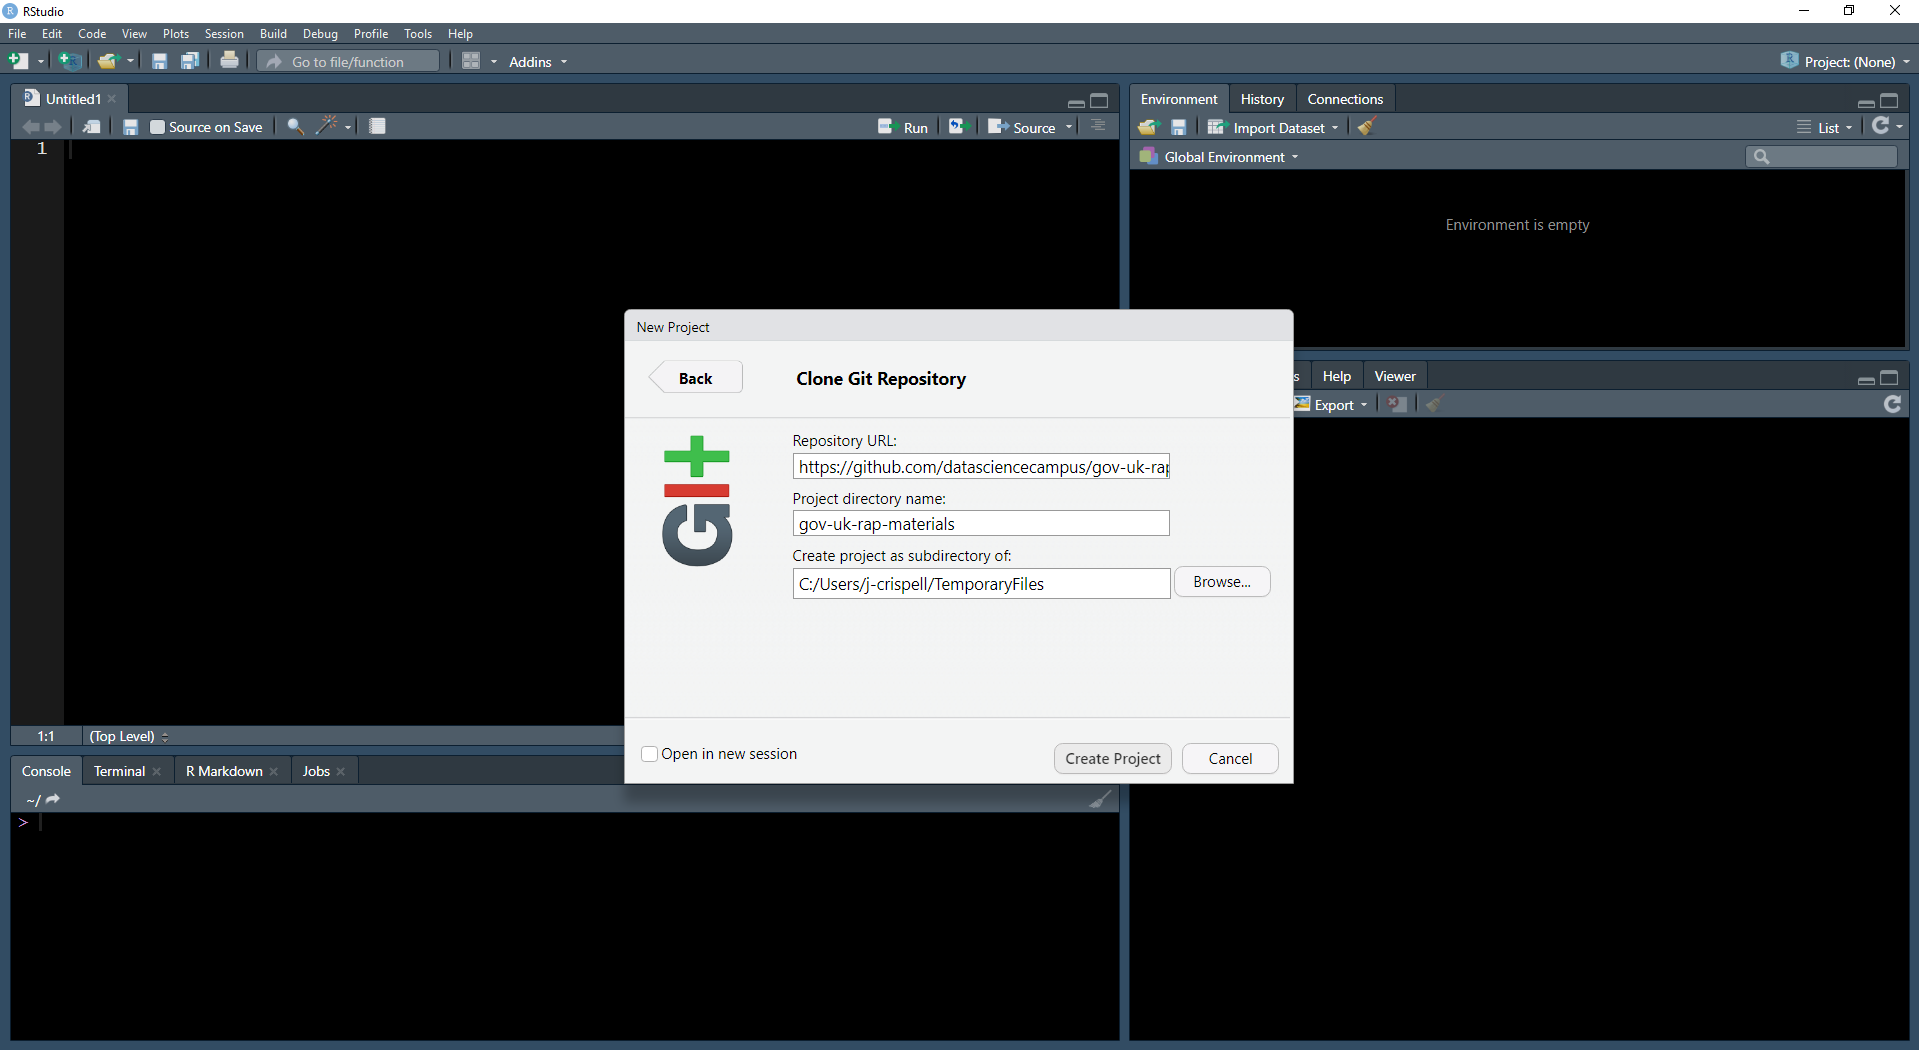 RStudio
File Edit Code View Plots Session Build Debug Profile Tools Help
Go to file/function Addins Project: (None)
Untitled1
Source on Save Run Source
1
1:1 (Top Level)
Console Terminal R Markdown Jobs
~/
>
Environment History Connections
Import Dataset List
Global Environment
Environment is empty
s Help Viewer
Export
New Project
Back Clone Git Repository
Git
Repository URL:
https://github.com/datasciencecampus/gov-uk-rap
Project directory name:
gov-uk-rap-materials
Create project as subdirectory of:
C:/Users/j-crispell/TemporaryFiles Browse...
Open in new session Create Project Cancel